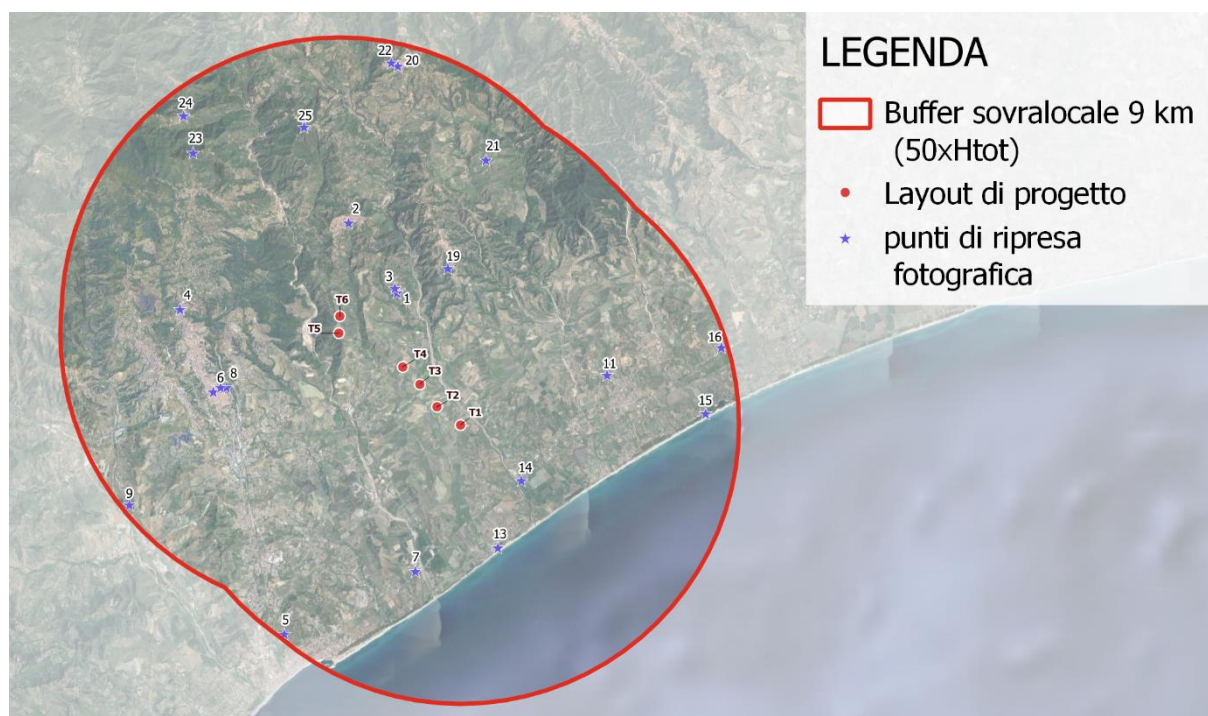 LEGENDA
Buffer sovralocale 9 km
(50xHtot)
Layout di progetto
punti di ripresa
fotografica
22
20
24
25
23
21
2
19
3
1
4
T6
T5
16
T4
11
T3
6
8
T2
15
T1
14
9
13
7
5